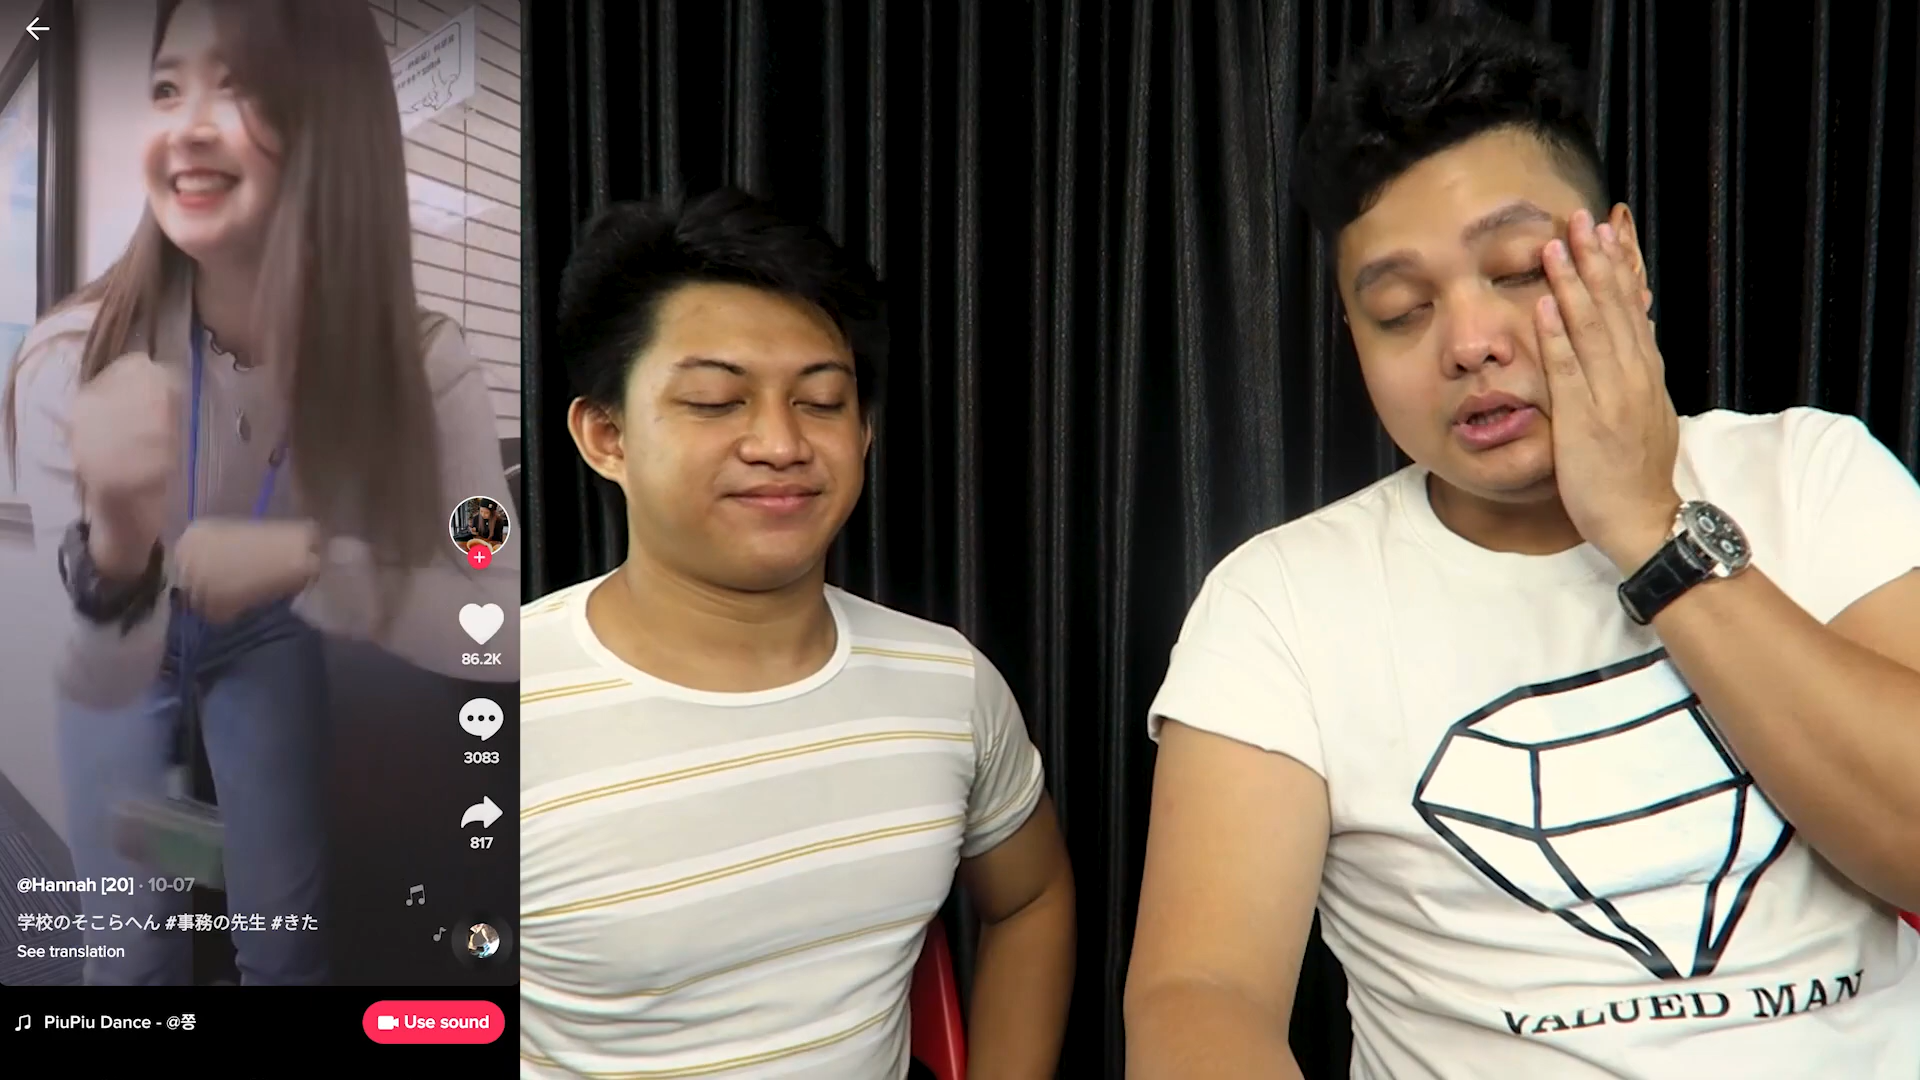 86.2K
3083
817
@Hannah [20] · 10-07
学校のそこらへん #事務の先生 #きた
See translation
PiuPiu Dance - @쫑
Use sound
VALUED MAN